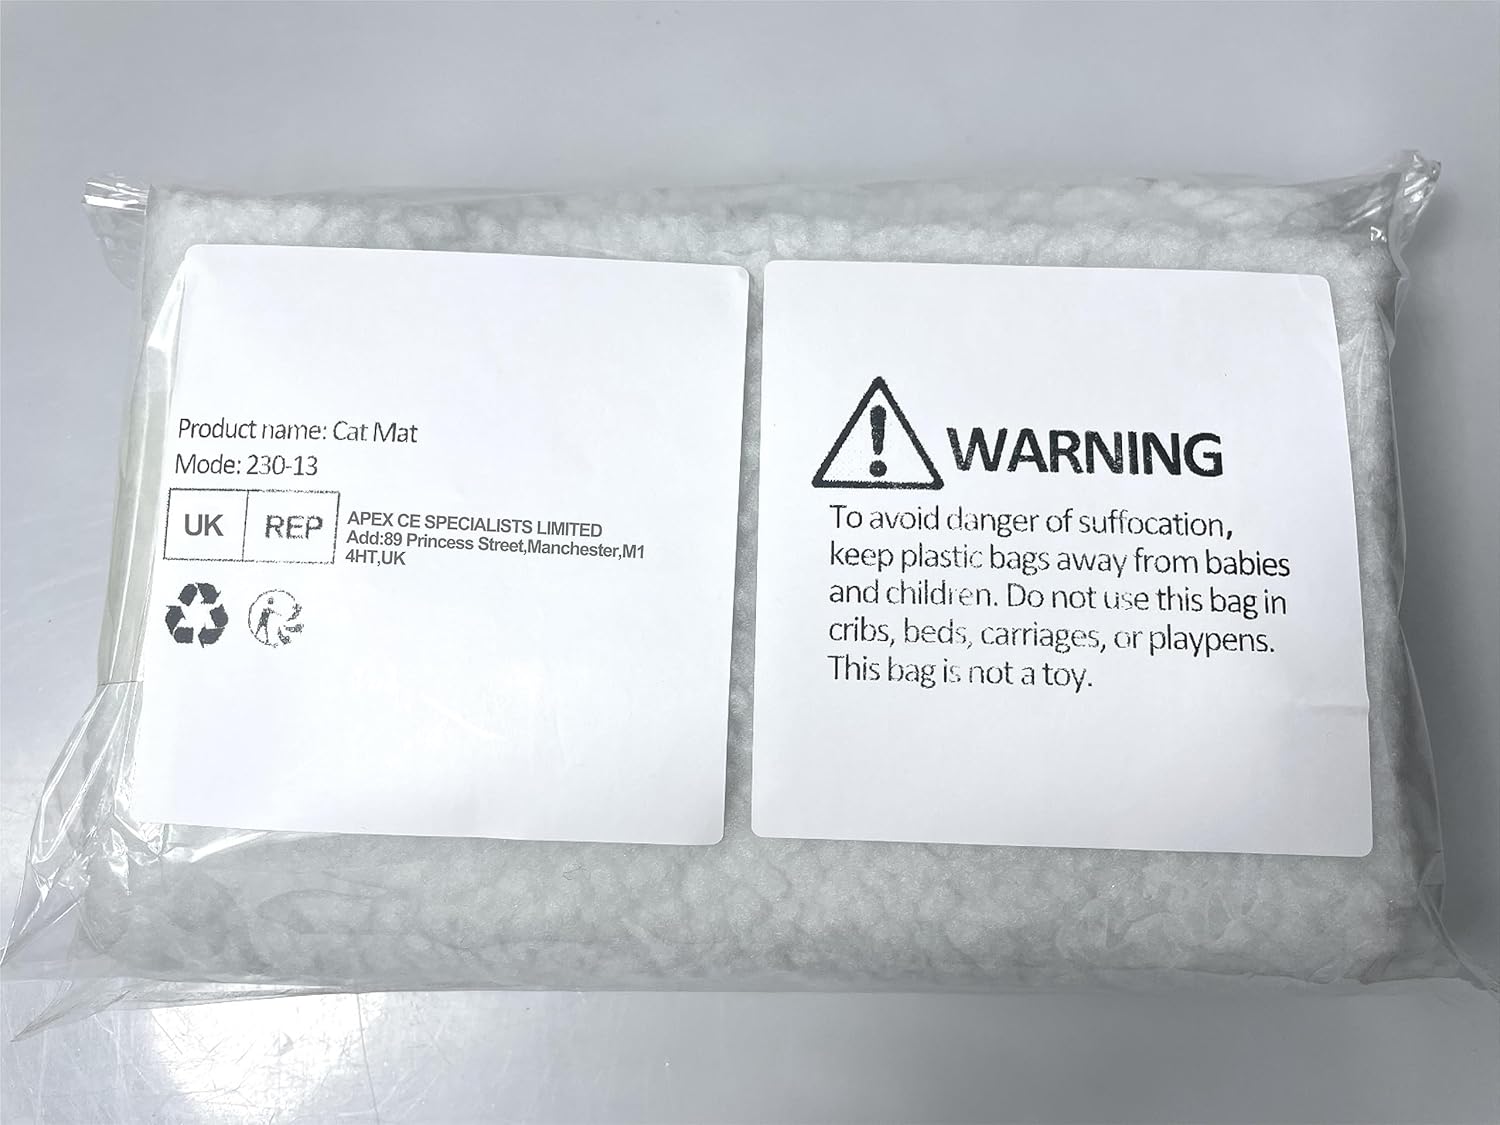 Product name: Cat Mat
Mode: 230-13
UK REP
APEX CE SPECIALISTS LIMITED
Add:89 Princess Street,Manchester,M1
4HT,UK
WARNING
To avoid danger of suffocation,
keep plastic bags away from babies
and children. Do not use this bag in
cribs, beds, carriages, or playpens.
This bag is not a toy.